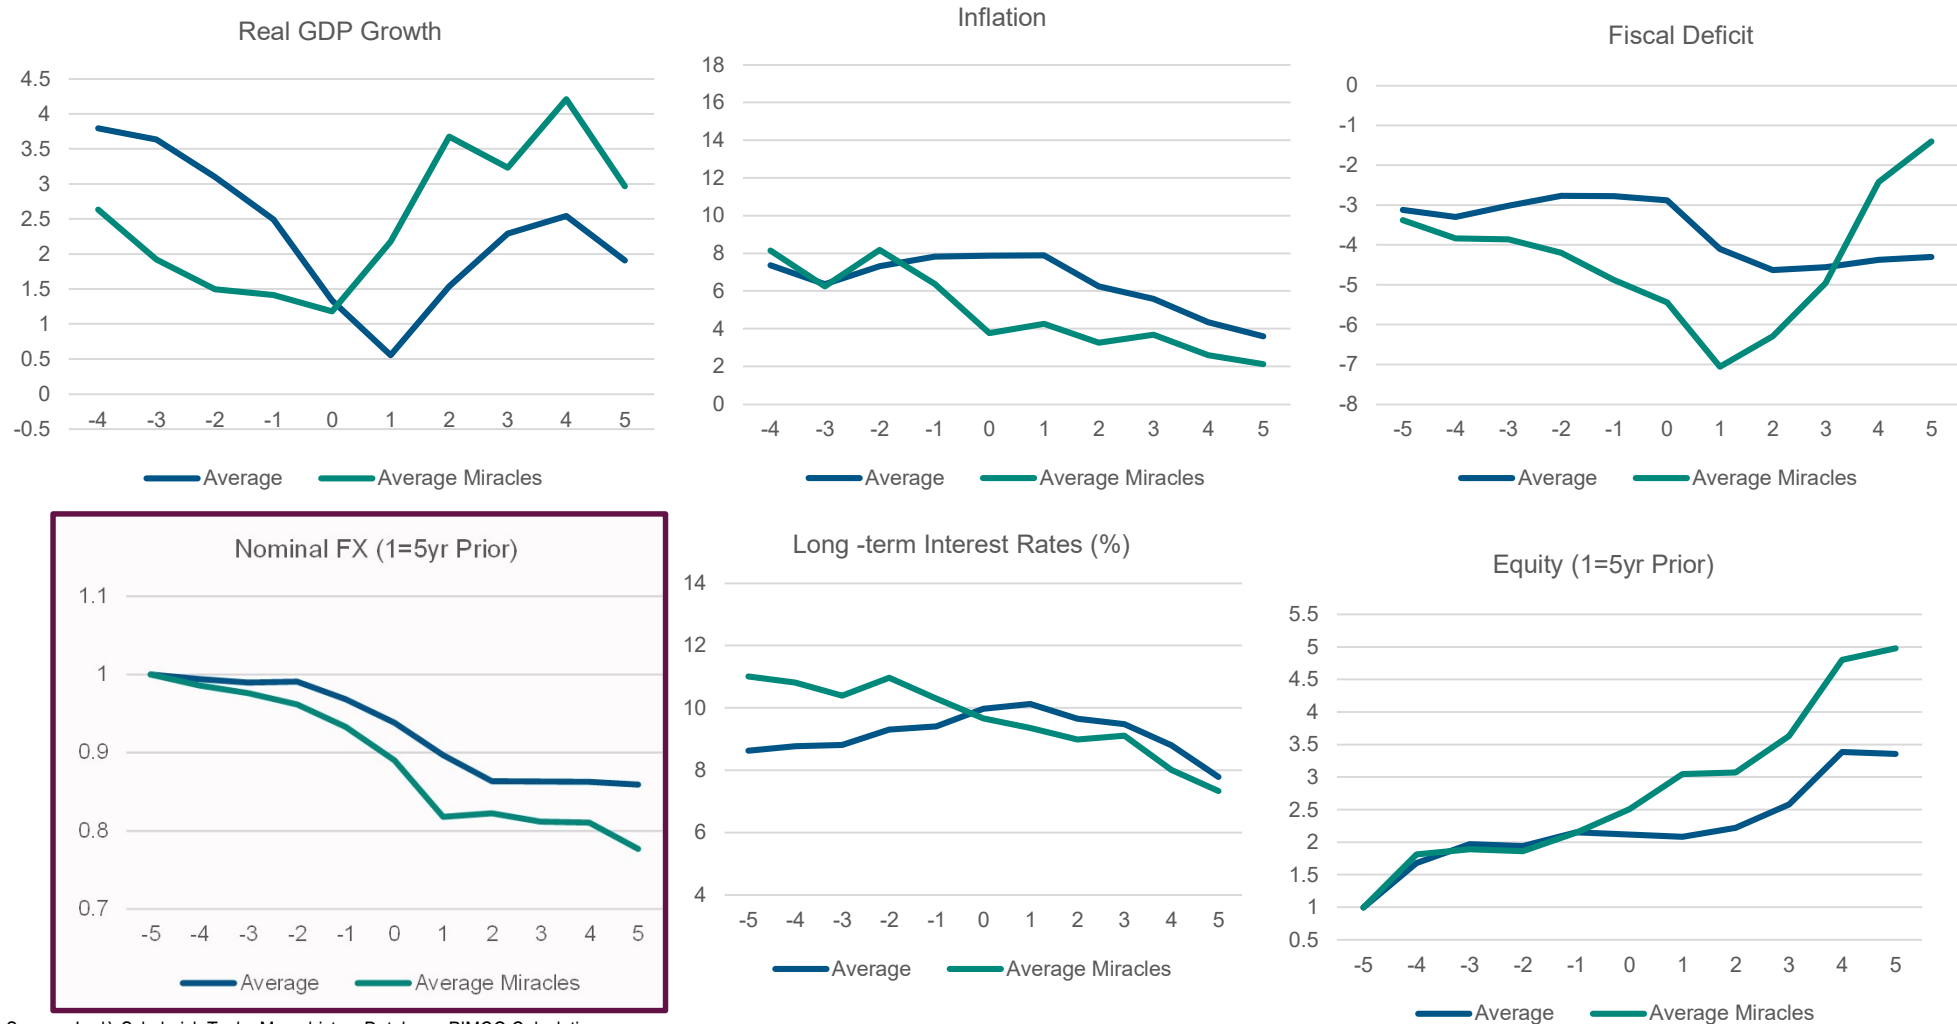 Real GDP Growth
4.5
4
3.5
3
2.5
2
1.5
1
0.5
0
-0.5
-4 -3 -2 -1 0 1 2 3 4 5
Average Average Miracles
Inflation
18
16
14
12
10
8
6
4
2
0
-4 -3 -2 -1 0 1 2 3 4 5
Average Average Miracles
Fiscal Deficit
0
-1
-2
-3
-4
-5
-6
-7
-8
-5 -4 -3 -2 -1 0 1 2 3 4 5
Average Average Miracles
Nominal FX (1=5yr Prior)
1.1
1
0.9
0.8
0.7
-5 -4 -3 -2 -1 0 1 2 3 4 5
Average Average Miracles
Long -term Interest Rates (%)
14
12
10
8
6
4
-5 -4 -3 -2 -1 0 1 2 3 4 5
Average Average Miracles
Equity (1=5yr Prior)
5.5
5
4.5
4
3.5
3
2.5
2
1.5
1
0.5
-5 -4 -3 -2 -1 0 1 2 3 4 5
Average Average Miracles